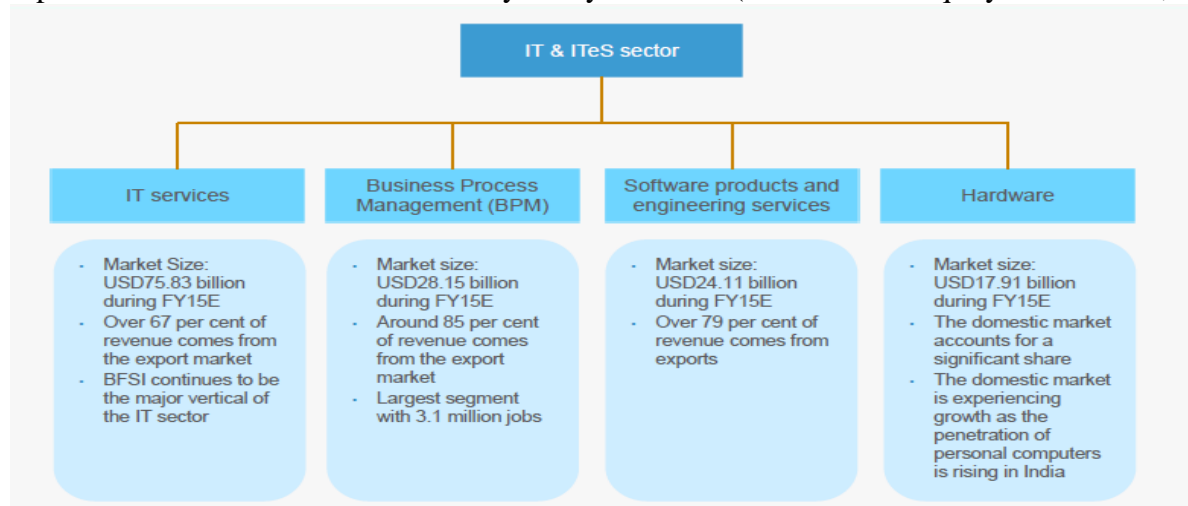 IT & ITeS sector
IT services
Business Process
Management (BPM)
Software products and
engineering services
Hardware
· Market Size:
USD75.83 billion
during FY15E
· Over 67 per cent of
revenue comes from
the export market
· BFSI continues to be
the major vertical of
the IT sector
· Market size:
USD28.15 billion
during FY15E
· Around 85 per cent
of revenue comes
from the export
market
· Largest segment
with 3.1 million jobs
· Market size:
USD24.11 billion
during FY15E
· Over 79 per cent of
revenue comes from
exports
· Market size:
USD17.91 billion
during FY15E
· The domestic market
accounts for a
significant share
· The domestic market
is experiencing
growth as the
penetration of
personal computers
is rising in India